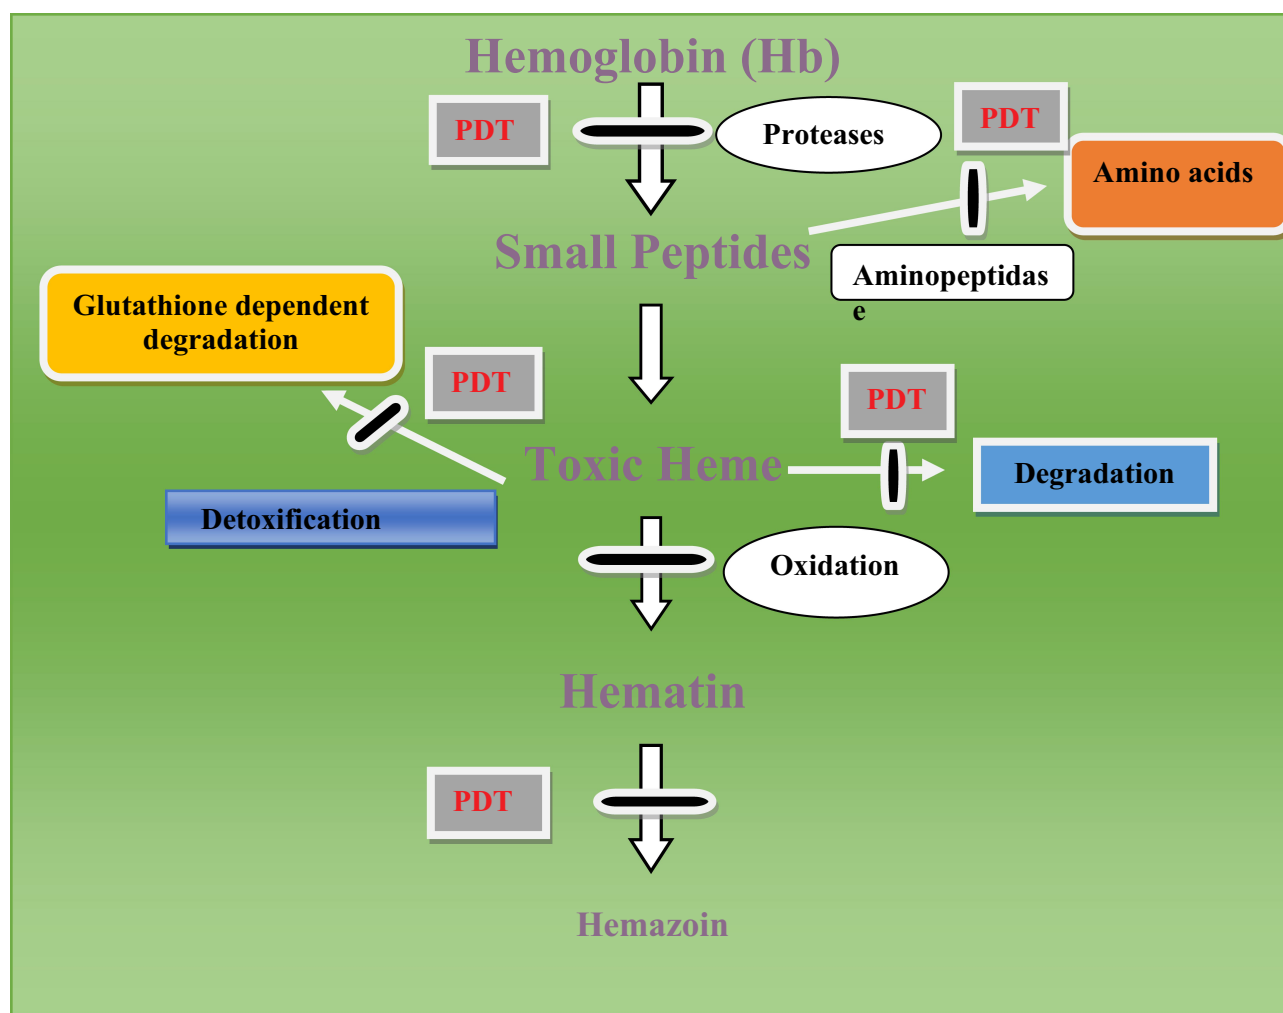 Hemoglobin (Hb)
PDT
Proteases
PDT
Amino acids
Small Peptides
Aminopeptidas
e
Glutathione dependent
degradation
PDT
PDT
Toxic Heme
Degradation
Detoxification
Oxidation
Hematin
PDT
Hemazoin